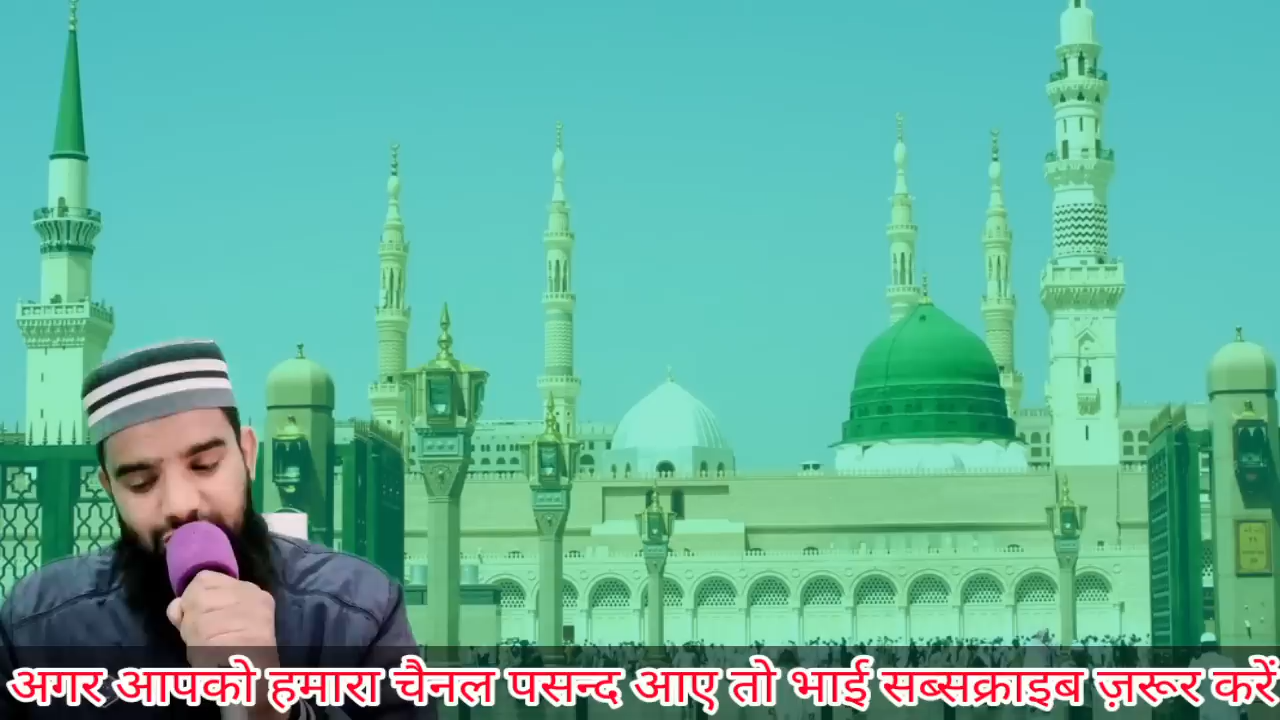 अगर आपको हमारा चैनल पसन्द आए तो भाई सब्सक्राइब ज़रूर करें